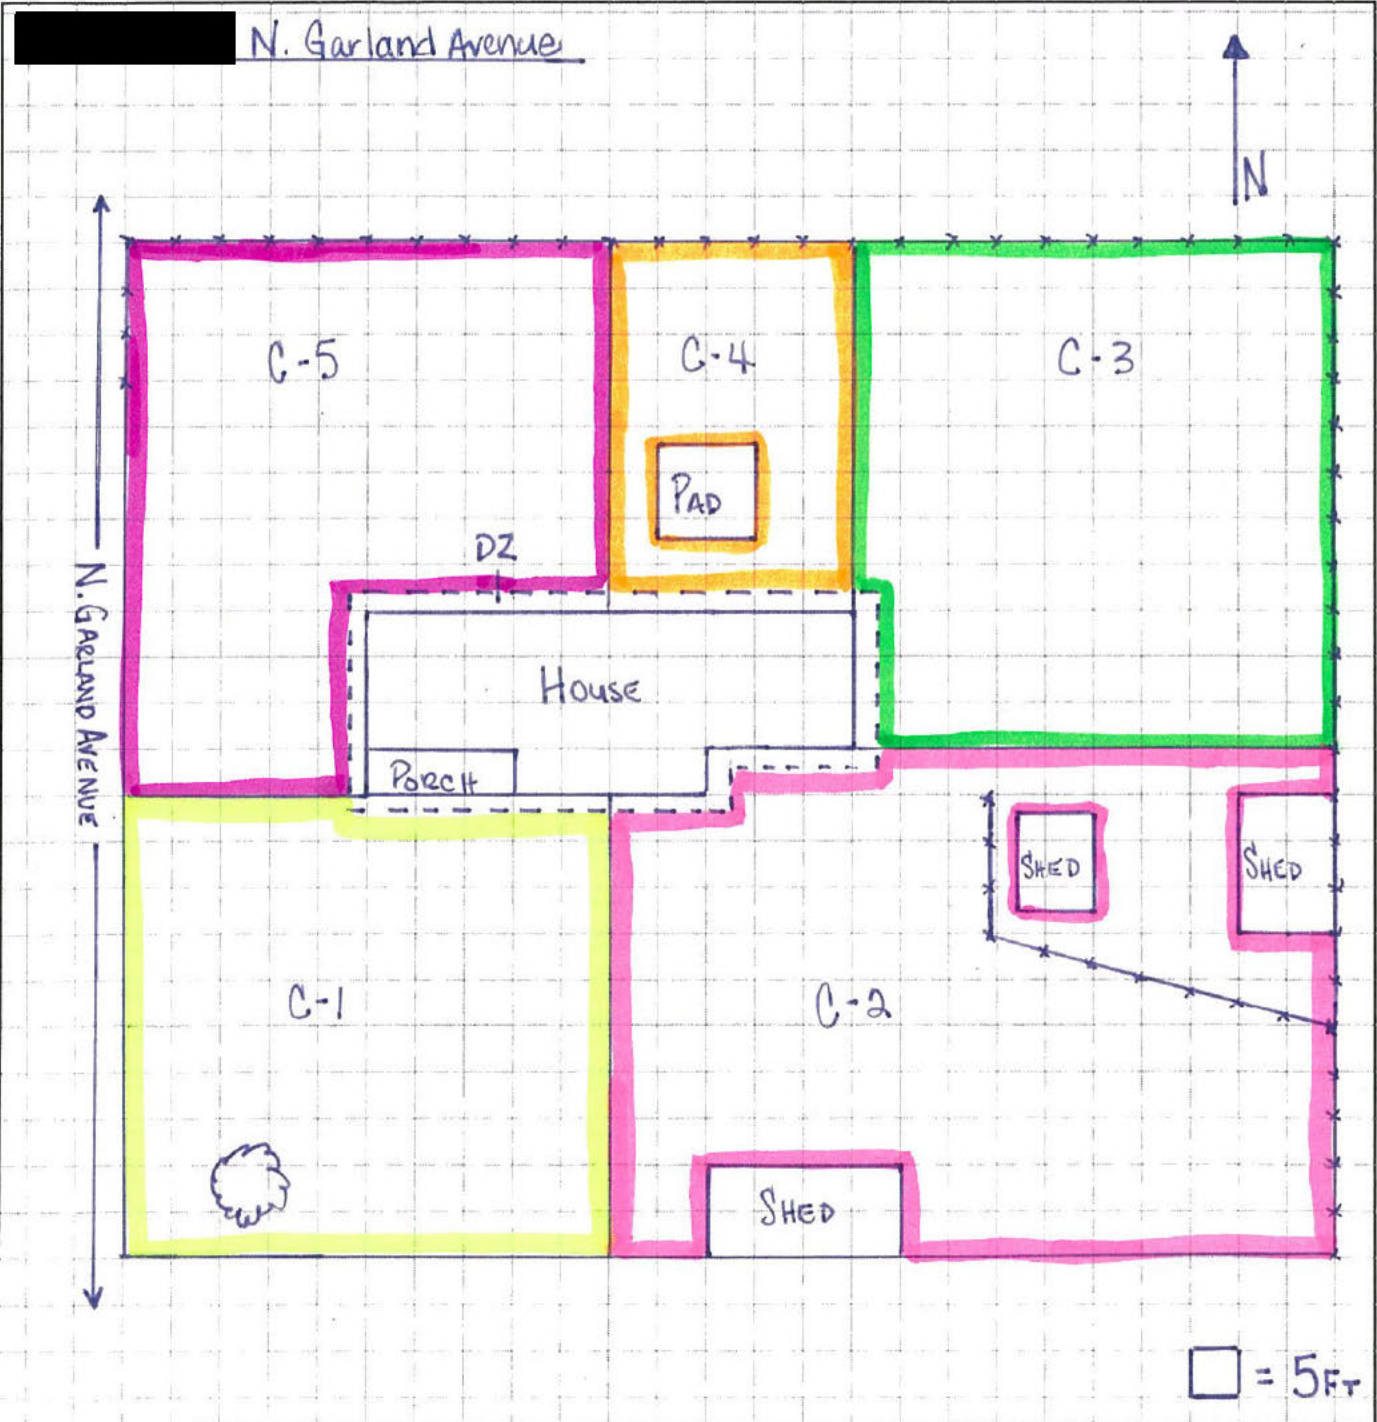 N. Garland Avenue
N
C-5
C-4
C-3
PAD
DZ
HOUSE
N. GARLAND AVENUE
PORCH
SHED
SHED
C-1
C-2
SHED
= 5FT